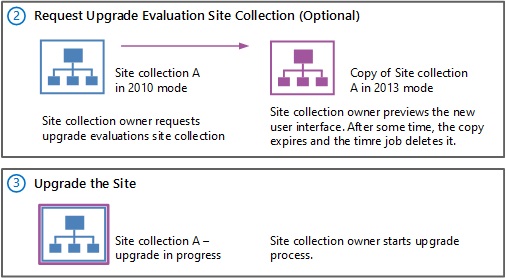 2 Request Upgrade Evaluation Site Collection (Optional)
Site collection A
in 2010 mode
Copy of Site collection
A in 2013 mode
Site collection owner requests
upgrade evaluations site collection
Site collection owner previews the new
user interface. After some time, the copy
expires and the timre job deletes it.
3 Upgrade the Site
Site collection A –
upgrade in progress
Site collection owner starts upgrade
process.